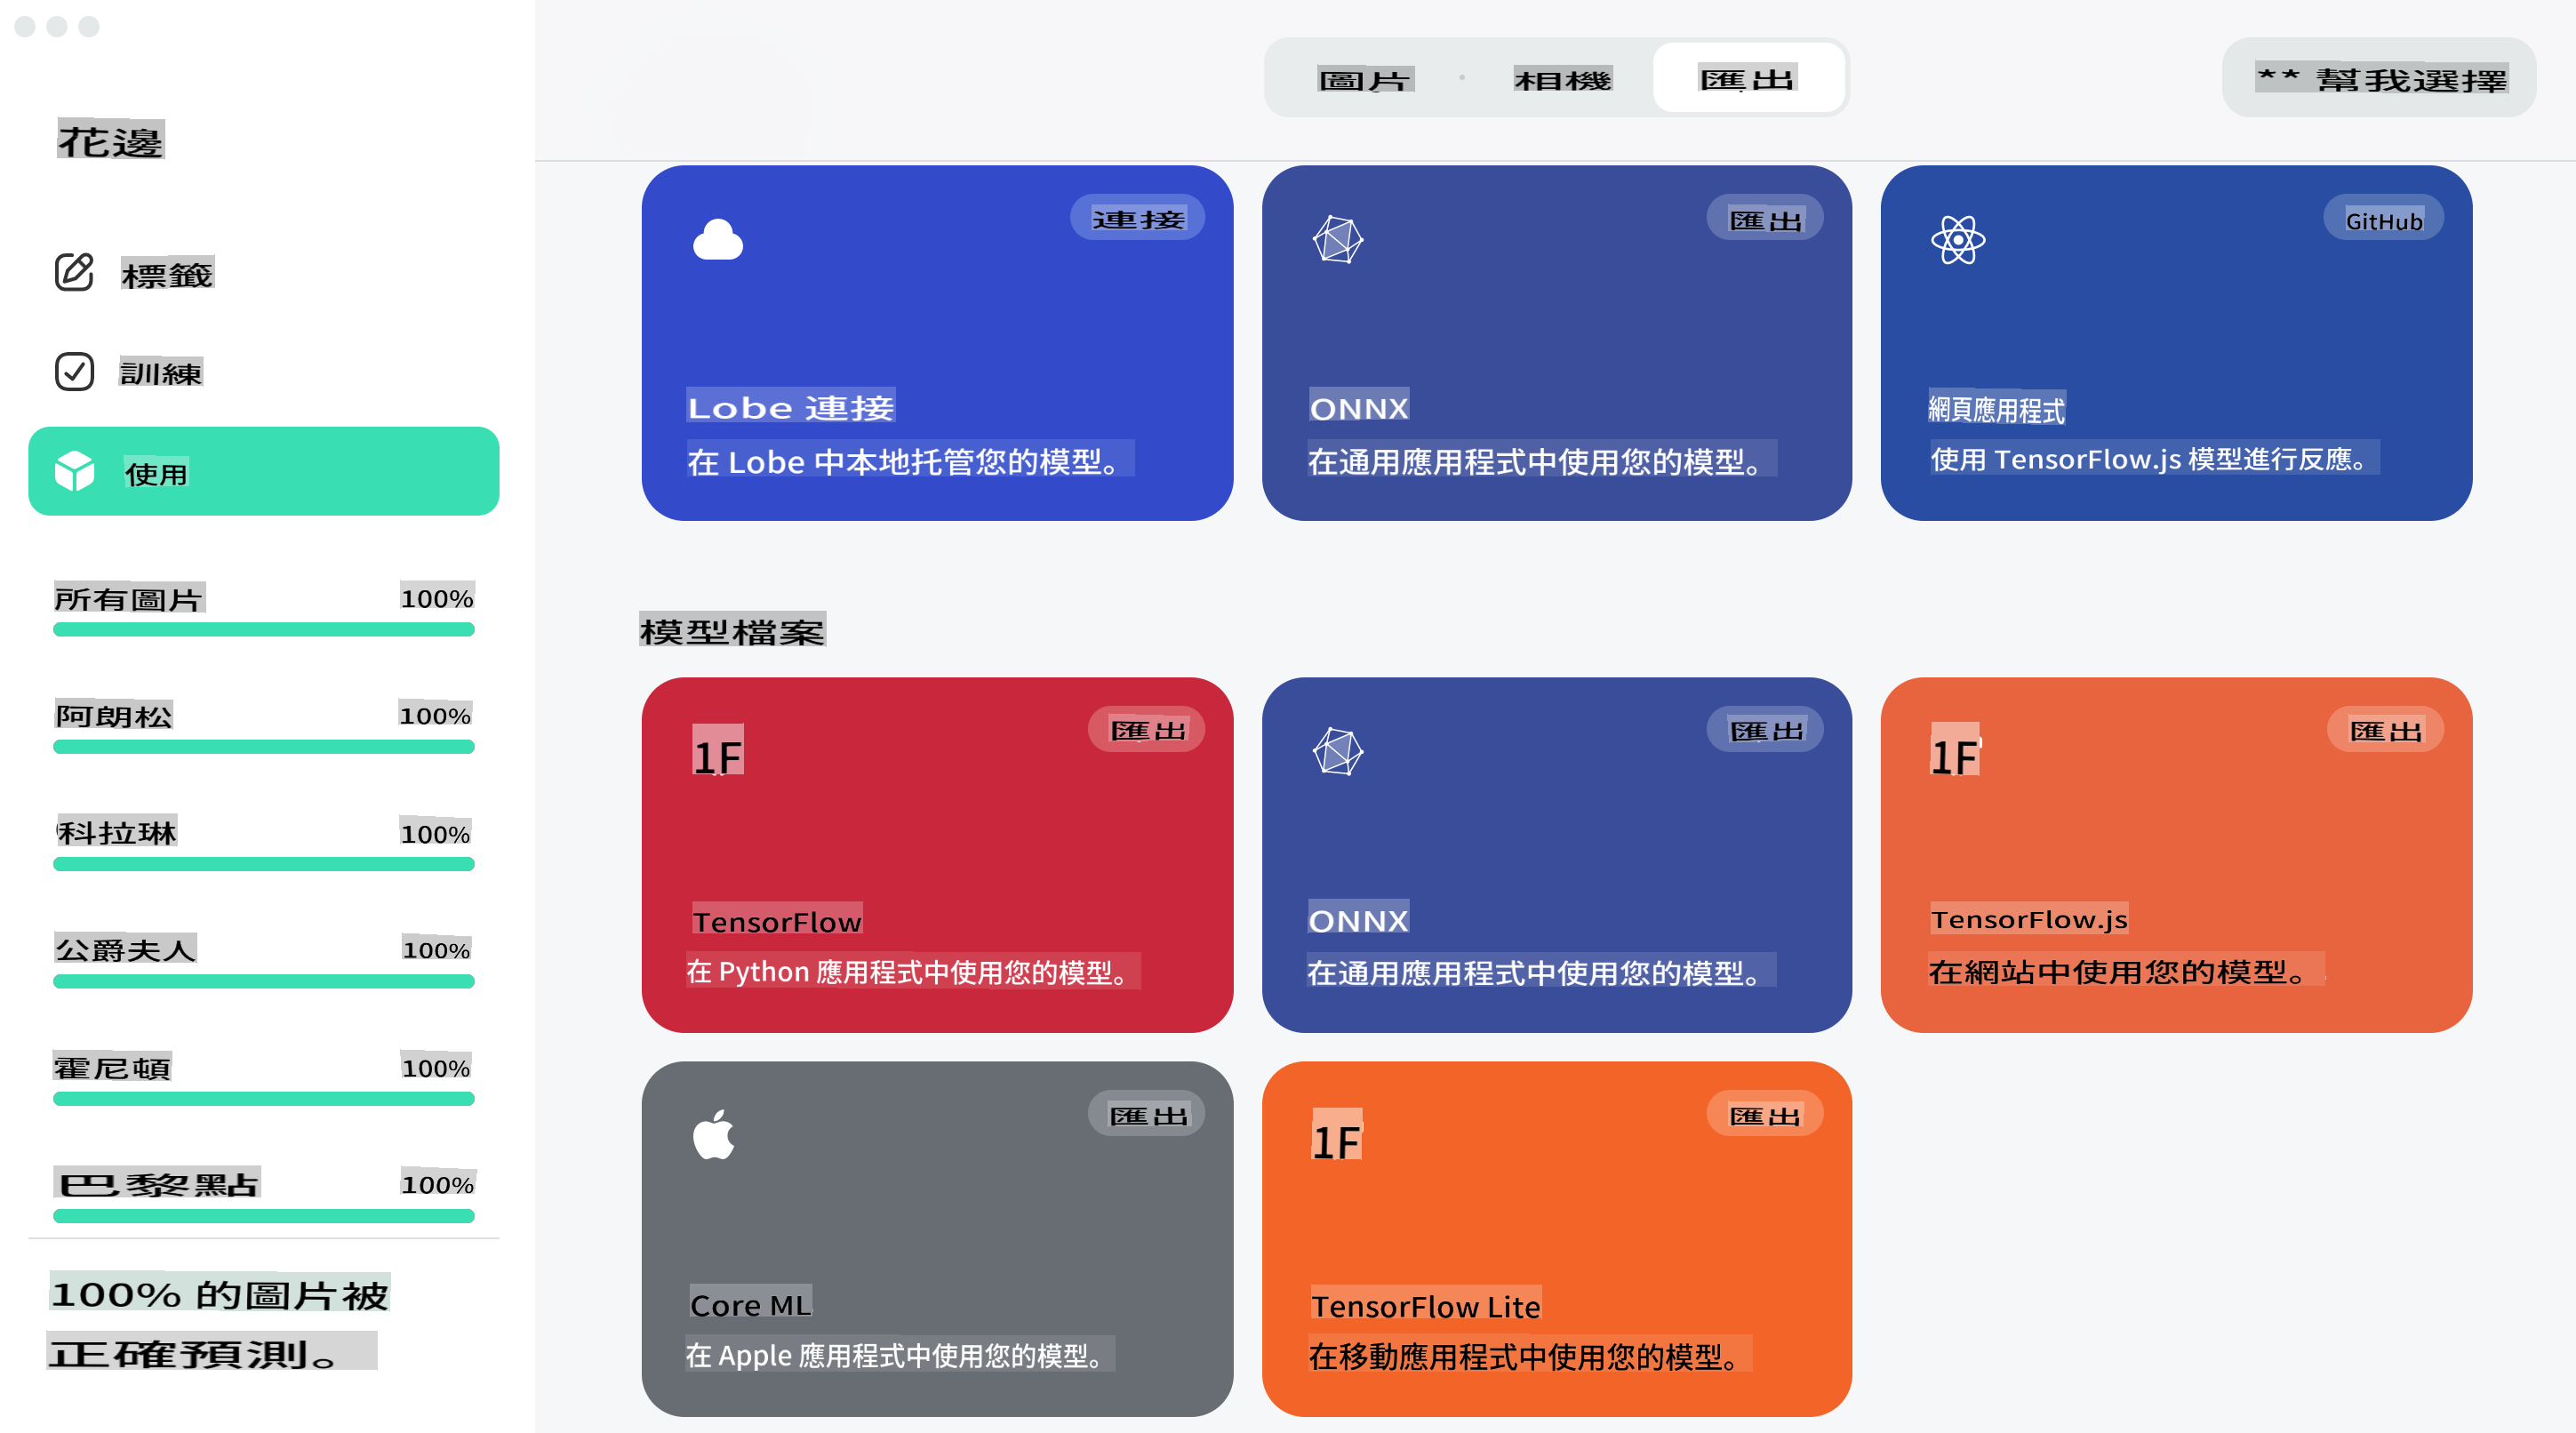 花邊
標籤
訓練
使用
所有圖片 100%
阿朗松 100%
科拉琳 100%
公爵夫人 100%
霍尼頓 100%
巴黎點 100%
100% 的圖片被
正確預測。
圖片 · 相機 匯出
** 幫我選擇
連接
Lobe 連接
在 Lobe 中本地托管您的模型。
匯出
ONNX
在通用應用程式中使用您的模型。
GitHub
網頁應用程式
使用 TensorFlow.js 模型進行反應。
模型檔案
1F 匯出
TensorFlow
在 Python 應用程式中使用您的模型。
匯出
ONNX
在通用應用程式中使用您的模型。
1F 匯出
TensorFlow.js
在網站中使用您的模型。
匯出
Core ML
在 Apple 應用程式中使用您的模型。
1F 匯出
TensorFlow Lite
在移動應用程式中使用您的模型。